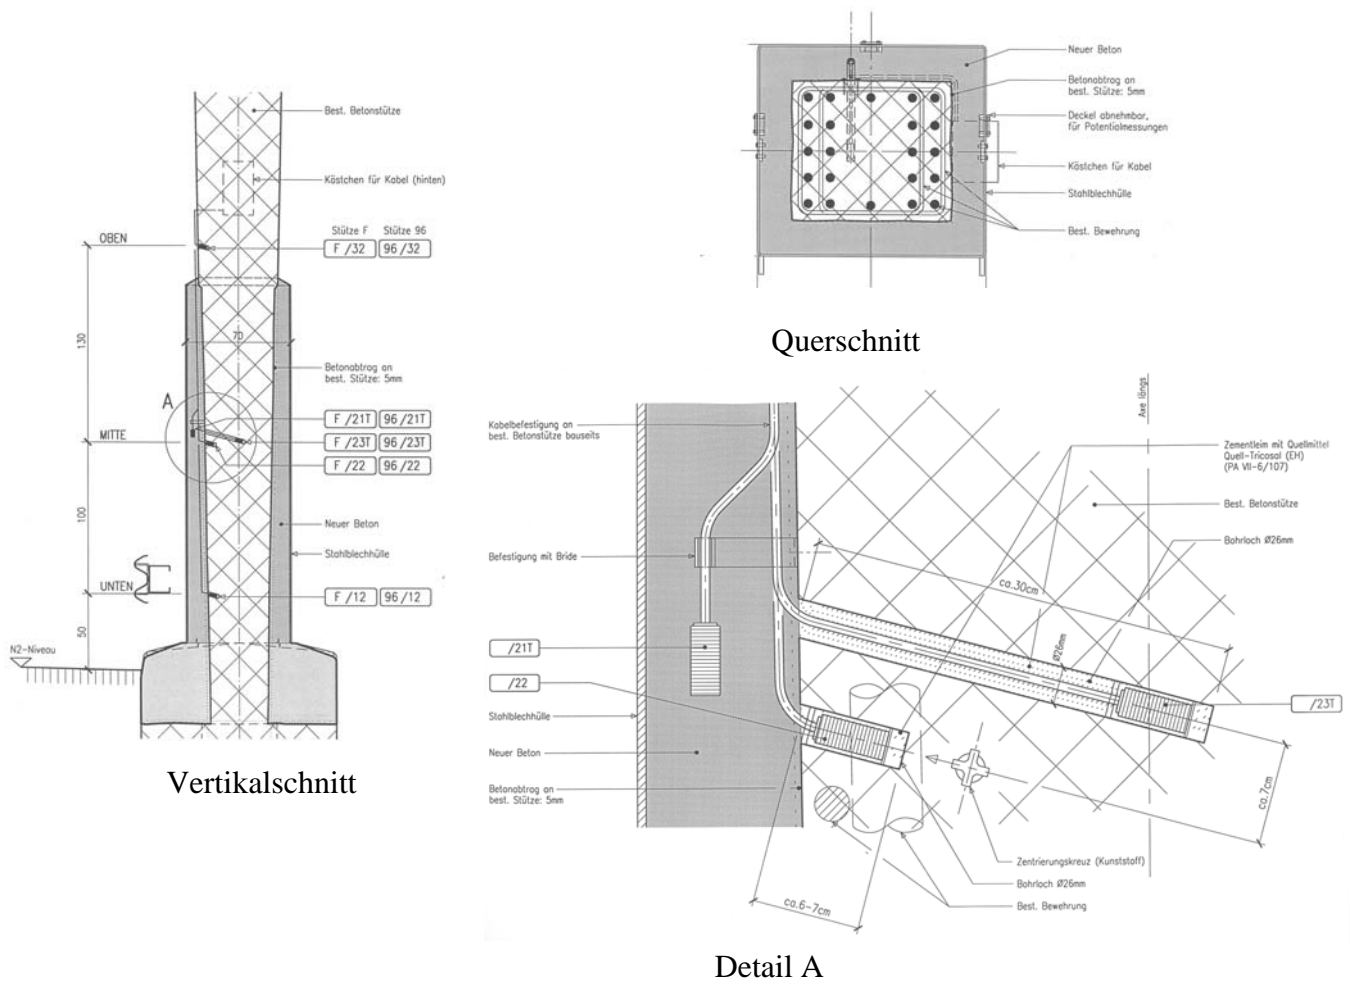 Best. Betonstütze
Kästchen für Kabel (hinten)
OBEN
Stütze F Stütze 96
F /32 96 /32
130
70
Betonabtrag an
best. Stütze: 5mm
A
F /21T 96 /21T
MITTE
F /23T 96 /23T
F /22 96 /22
100
Neuer Beton
Stahlblechhülle
UNTEN
F /12 96 /12
50
N2-Niveau
Vertikalschnitt
Neuer Beton
Betonabtrag an
best. Stütze: 5mm
Deckel abnehmbar,
für Potentialmessungen
Kästchen für Kabel
Stahlblechhülle
Best. Bewehrung
Querschnitt
Kabelbefestigung an
best. Betonstütze bauseits
Axe längs
Zementleim mit Quellmittel
Quell-Tricosal (EH)
(PA VII-6/107)
Best. Betonstütze
Befestigung mit Bride
Bohrloch Ø26mm
ca.30cm
Ø26mm
/21T
/22
/23T
Stahlblechhülle
Neuer Beton
Betonabtrag an
best. Stütze: 5mm
ca.7cm
Zentrierungskreuz (Kunststoff)
Bohrloch Ø26mm
ca.6-7cm
Best. Bewehrung
Detail A